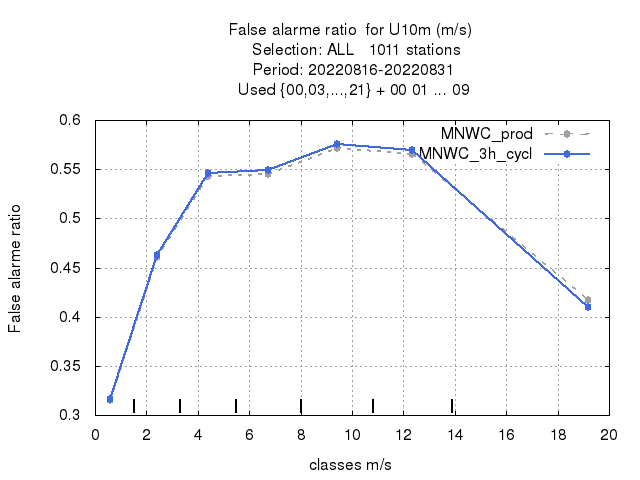 False alarme ratio  for U10m (m/s)
Selection: ALL   1011 stations
Period: 20220816-20220831
Used {00,03,...,21} + 00 01 ... 09
MNWC_prod
MNWC_3h_cycl
False alarme ratio
0.6
0.55
0.5
0.45
0.4
0.35
0.3
0 2 4 6 8 10 12 14 16 18 20
classes m/s